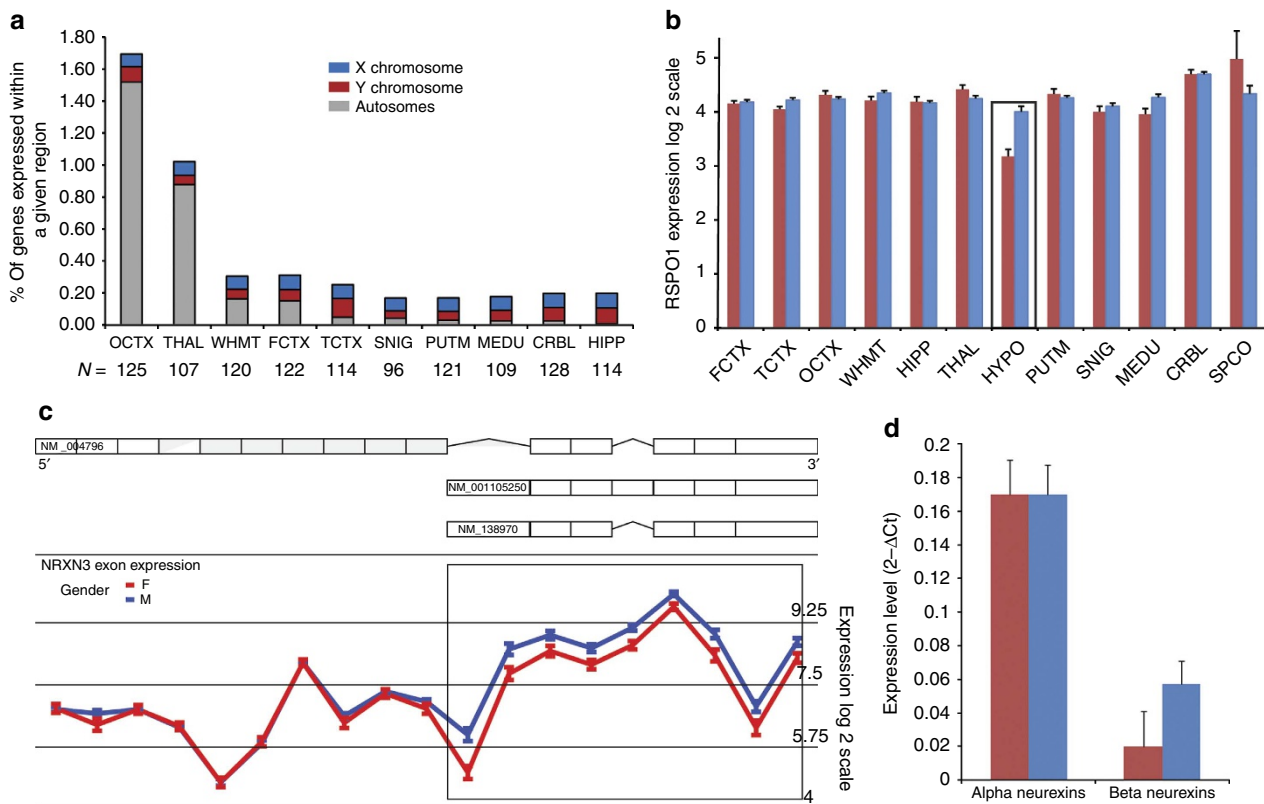 a
% Of genes expressed within
a given region
1.80
1.60
1.40
1.20
1.00
0.80
0.60
0.40
0.20
0.00
X chromosome
Y chromosome
Autosomes
OCTX THAL WHMT FCTX TCTX SNIG PUTM MEDU CRBL HIPP
N = 125 107 120 122 114 96 121 109 128 114
b
RSPO1 expression log 2 scale
5
4
3
2
1
0
FCTX TCTX OCTX WHMT HIPP THAL HYPO PUTM SNIG MEDU CRBL SPCO
c
NM _004796
5′ 3′
NM_001105250
NM_138970
NRXN3 exon expression
Gender
F
M
9.25
7.5
5.75
4
Expression log 2 scale
d
Expression level (2–ΔCt)
0.2
0.18
0.16
0.14
0.12
0.1
0.08
0.06
0.04
0.02
0
Alpha neurexins Beta neurexins